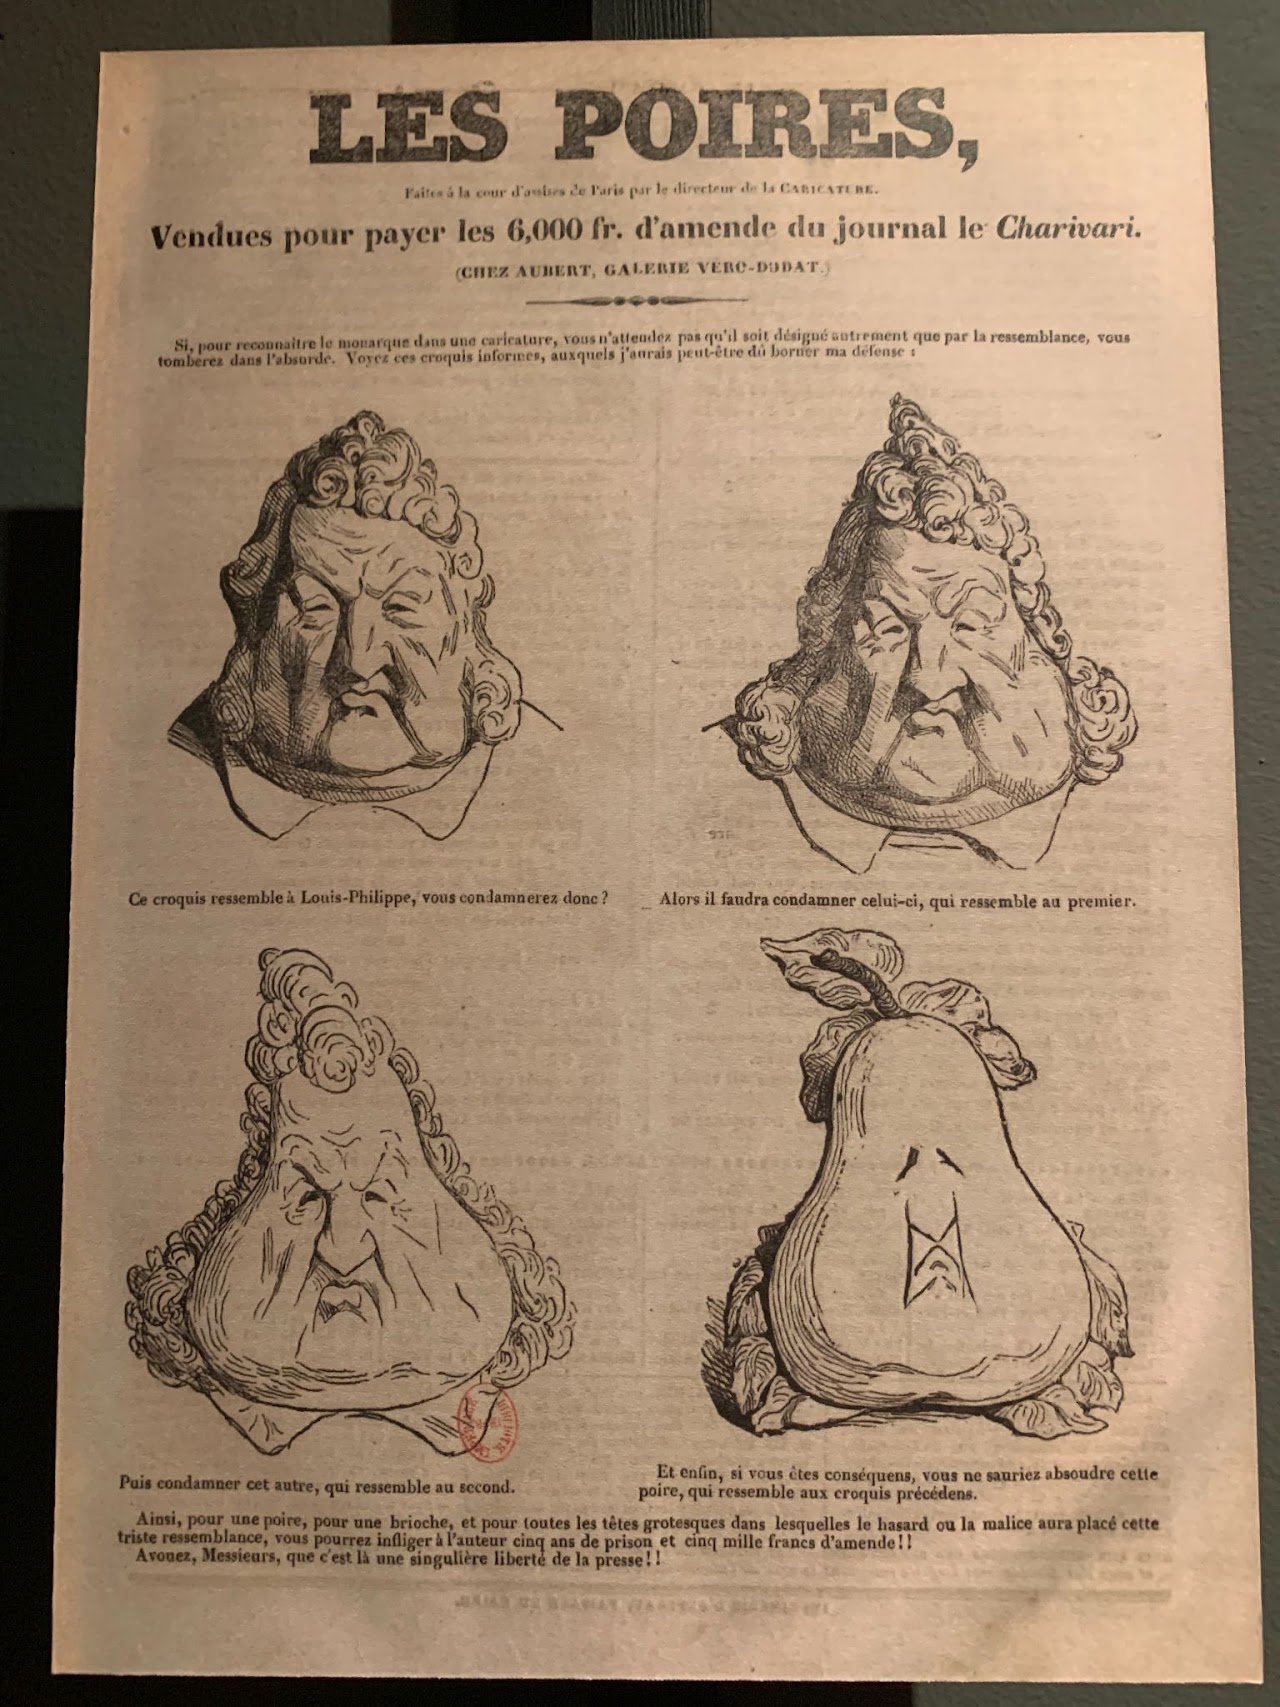 LES POIRES,
Faites à la cour d'assises de Paris par le directeur de la CARICATURE.
Vendues pour payer les 6,000 fr. d'amende du journal le Charivari.
(CHEZ AUBERT, GALERIE VERO-DODAT.)
Si, pour reconnaître le monarque dans une caricature, vous n'attendez pas qu'il soit désigné autrement que par la ressemblance, vous
tomberez dans l'absurde. Voyez ces croquis informes, auxquels j'aurais peut-être dû borner ma défense :
Ce croquis ressemble à Louis-Philippe, vous condamnerez donc ?
Alors il faudra condamner celui-ci, qui ressemble au premier.
Puis condamner cet autre, qui ressemble au second.
Et enfin, si vous êtes conséquens, vous ne sauriez absoudre cette
poire, qui ressemble aux croquis précédens.
Ainsi, pour une poire, pour une brioche, et pour toutes les têtes grotesques dans lesquelles le hasard ou la malice aura placé cette
triste ressemblance, vous pourrez infliger à l'auteur cinq ans de prison et cinq mille francs d'amende ! !
Avouez, Messieurs, que c'est là une singulière liberté de la presse ! !